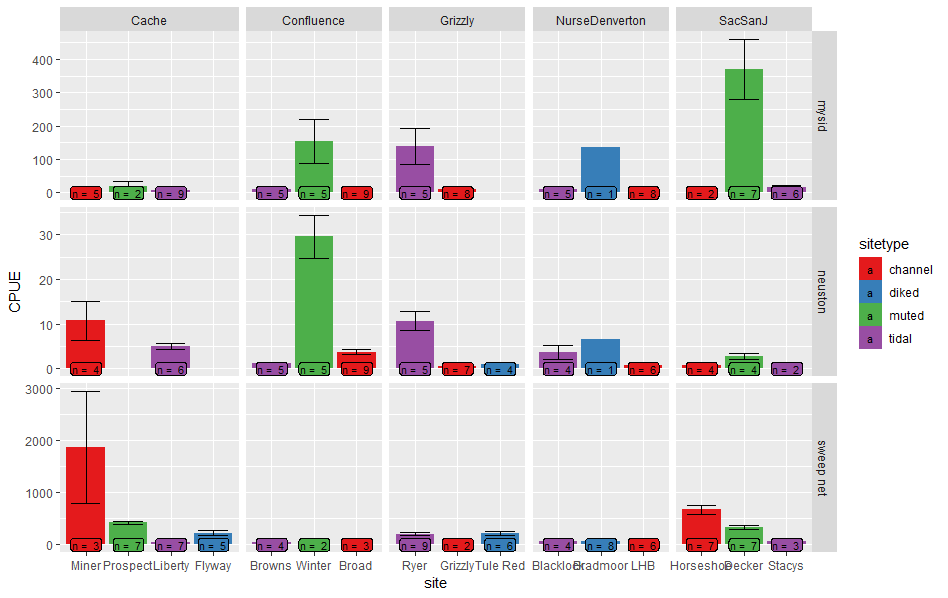 Cache Confluence Grizzly NurseDenverton SacSanJ
400
300
200
100
0
n = 5 n = 2 n = 9 n = 5 n = 5 n = 9 n = 5 n = 8 n = 5 n = 1 n = 8 n = 2 n = 7 n = 6
mysid
30
20
10
0
n = 4 n = 6 n = 5 n = 5 n = 9 n = 5 n = 7 n = 4 n = 4 n = 1 n = 6 n = 4 n = 4 n = 2
neuston
3000
2000
1000
0
n = 3 n = 7 n = 7 n = 5 n = 4 n = 2 n = 3 n = 9 n = 2 n = 6 n = 4 n = 8 n = 6 n = 7 n = 7 n = 7
sweep net
Miner Prospect Liberty Flyway Browns Winter Broad Ryer Grizzly Tule Red Blacklock Bradmoor LHB Horseshoe Decker Stacys
site
CPUE
sitetype
a channel
a diked
a muted
a tidal